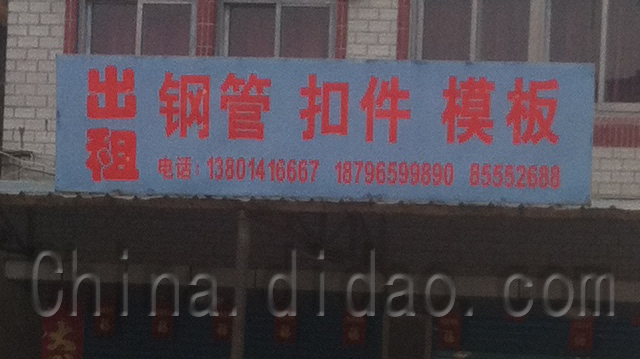 出租 钢管 扣件 模板
电话：13801416667 18796599890 85552688
China.didao.com